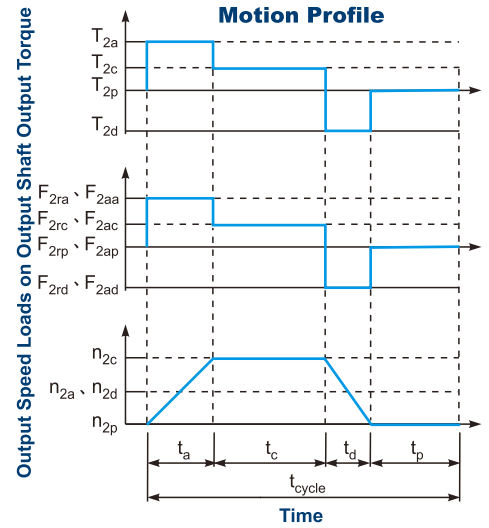 Motion Profile
Output Speed Loads on Output Shaft Output Torque
T2a
T2c
T2p
T2d
F2ra、F2aa
F2rc、F2ac
F2rp、F2ap
F2rd、F2ad
n2c
n2a、n2d
n2p
ta tc td tp
tcycle
Time